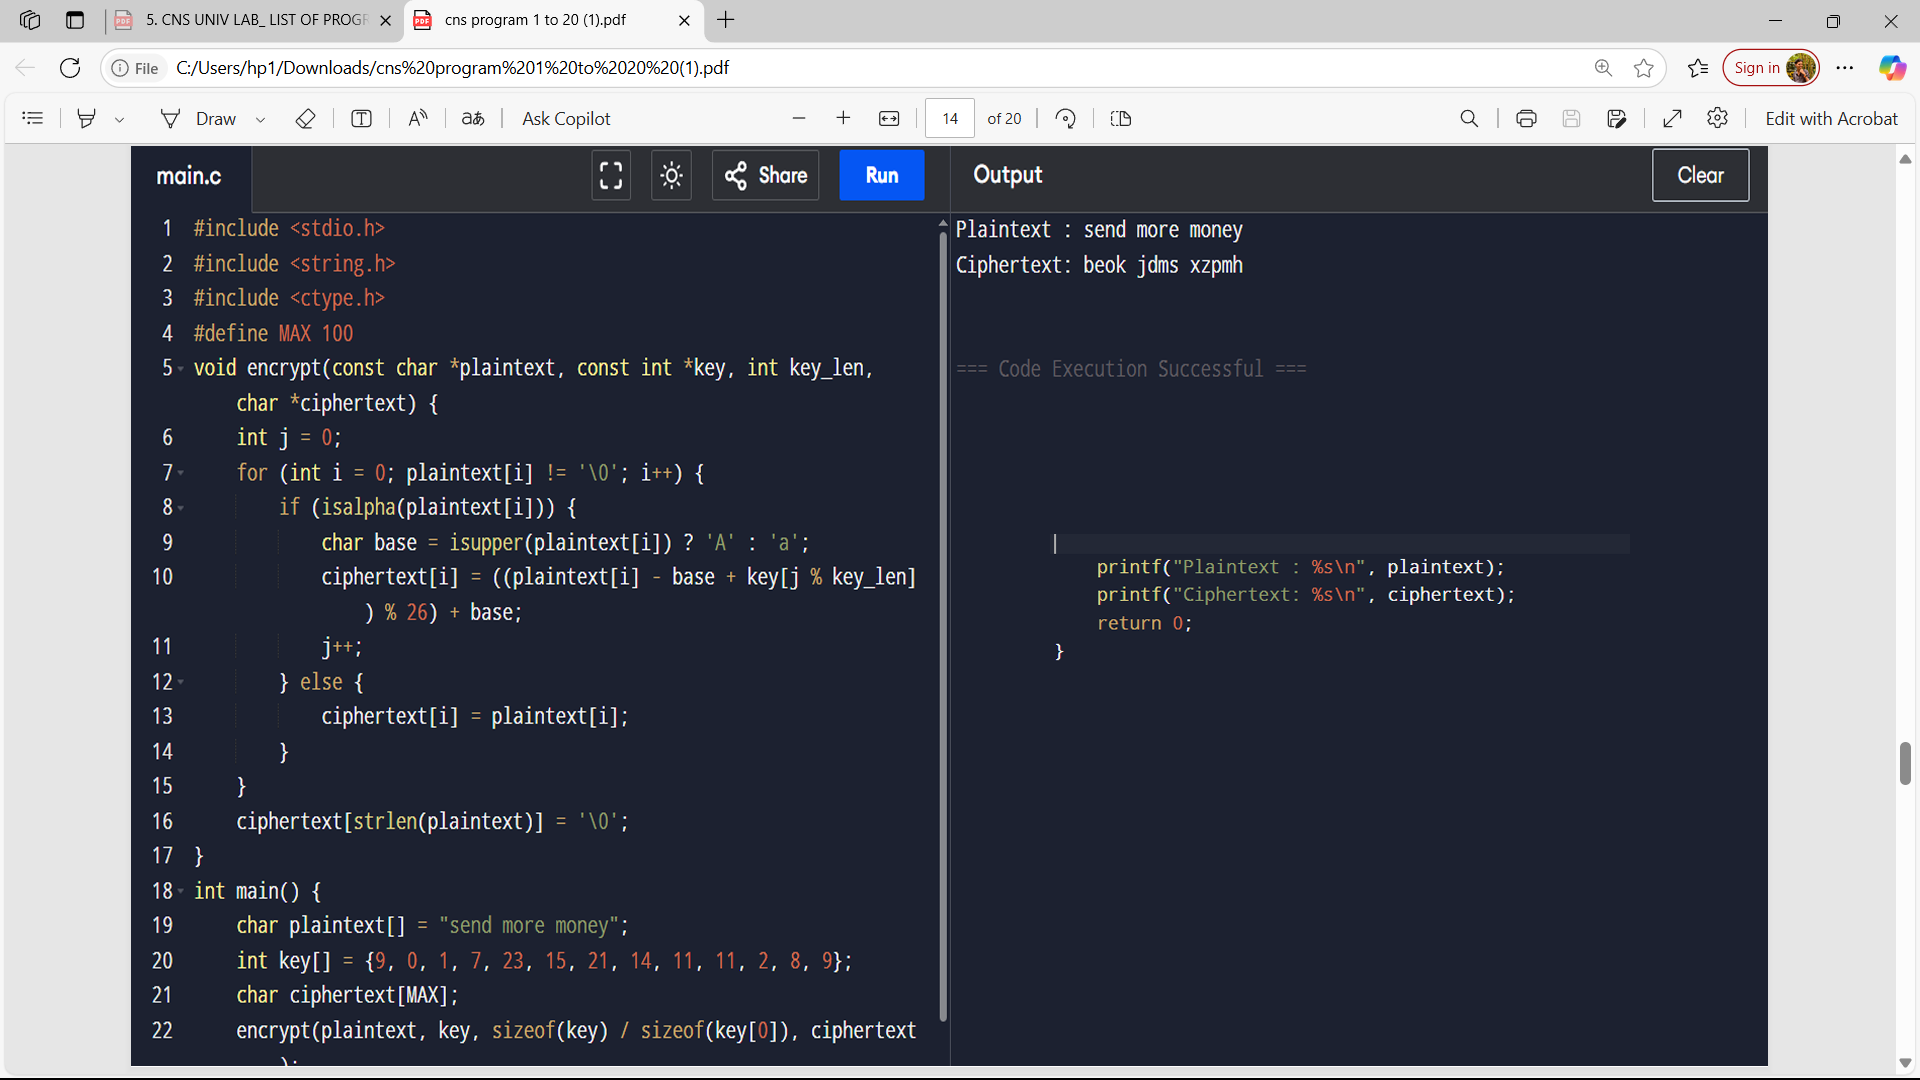 5. CNS UNIV LAB_ LIST OF PROGR
cns program 1 to 20 (1).pdf
File
C:/Users/hp1/Downloads/cns%20program%201%20to%2020%20(1).pdf
Sign in
Draw
Ask Copilot
14 of 20
Edit with Acrobat
main.c
Share
Run
Output
Clear
1 #include <stdio.h>
2 #include <string.h>
3 #include <ctype.h>
4 #define MAX 100
5 void encrypt(const char *plaintext, const int *key, int key_len,
char *ciphertext) {
6 int j = 0;
7 for (int i = 0; plaintext[i] != '\0'; i++) {
8 if (isalpha(plaintext[i])) {
9 char base = isupper(plaintext[i]) ? 'A' : 'a';
10 ciphertext[i] = ((plaintext[i] - base + key[j % key_len]
) % 26) + base;
11 j++;
12 } else {
13 ciphertext[i] = plaintext[i];
14 }
15 }
16 ciphertext[strlen(plaintext)] = '\0';
17 }
18 int main() {
19 char plaintext[] = "send more money";
20 int key[] = {9, 0, 1, 7, 23, 15, 21, 14, 11, 11, 2, 8, 9};
21 char ciphertext[MAX];
22 encrypt(plaintext, key, sizeof(key) / sizeof(key[0]), ciphertext
);
Plaintext : send more money
Ciphertext: beok jdms xzpmh
=== Code Execution Successful ===
printf("Plaintext : %s\n", plaintext);
printf("Ciphertext: %s\n", ciphertext);
return 0;
}